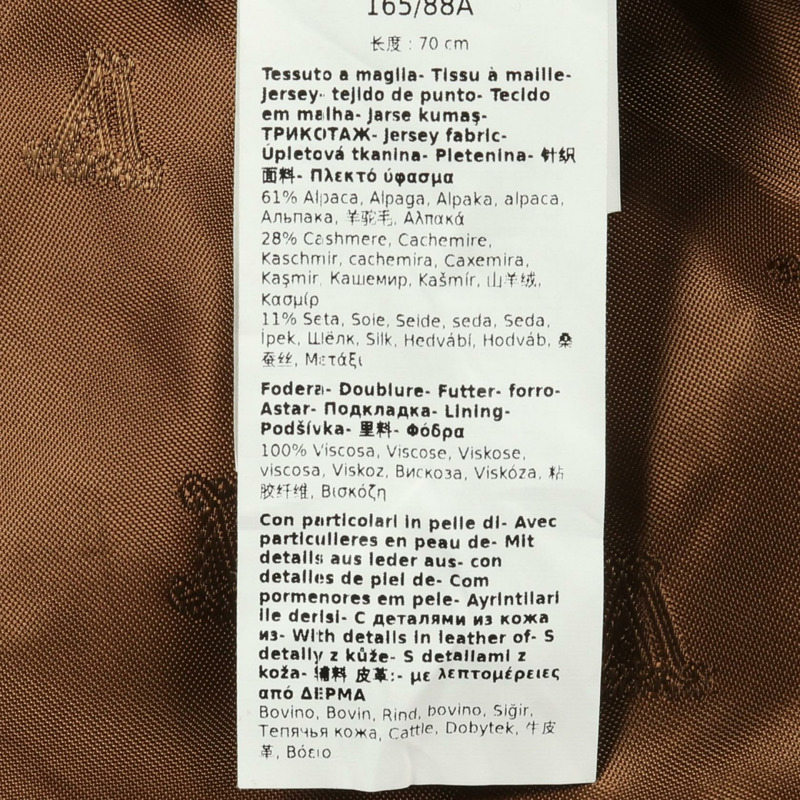 165/88A
长度 : 70 cm
Tessuto a maglia- Tissu à maille-
Jersey- tejido de punto- Tecido
em malha- Jarse kumaş-
ТРИКОТАЖ- Jersey fabric-
Úpletová tkanina- Pletenina- 针织
面料- Πλεκτό ύφασμα
61% Alpaca, Alpaga, Alpaka, alpaca,
Альпака, 羊驼毛, Αλπακά
28% Cashmere, Cachemire,
Kaschmir, cachemira, Caxemira,
Kaşmir, Кашемир, Kašmír, 山羊绒,
Κασμίρ
11% Seta, Soie, Seide, seda, Seda,
İpek, Шёлк, Silk, Hedvábí, Hodváb, 桑
蚕丝, Μετάξι
Fodera- Doublure- Futter- forro-
Astar- Подкладка- Lining-
Podšívka- 里料- Φόδρα
100% Viscosa, Viscose, Viskose,
viscosa, Viskoz, Вискоза, Viskóza, 粘
胶纤维, Βισκόζη
Con particolari in pelle di- Avec
particulieres en peau de- Mit
details aus leder aus- con
detalles de piel de- Com
pormenores em pele- Ayrintilari
ile derisi- С деталями из кожа
из- With details in leather of- S
detaily z kůže- S detailami z
koža- 辅料 皮革:- με λεπτομέρειες
από ΔΕΡΜΑ
Bovino, Bovin, Rind, bovino, Siğir,
Тепячья кожа, Cattle, Dobytek, 牛皮
革, Βόειο